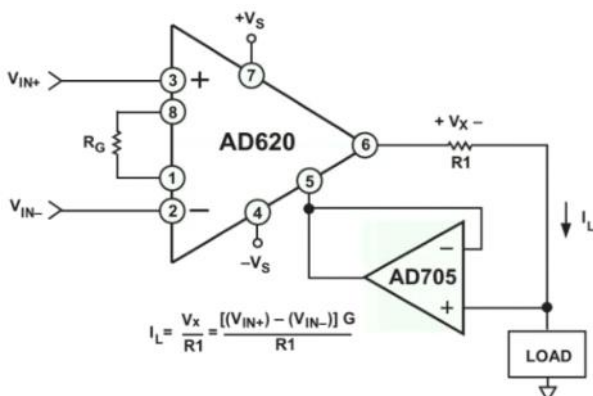 +VS
VIN+
3
+
7
8
RG
AD620
6
+ VX −
R1
1
5
VIN−
2
−
4
−VS
IL
−
AD705
+
IL = VX / R1 = [(VIN+) − (VIN−)] G / R1
LOAD